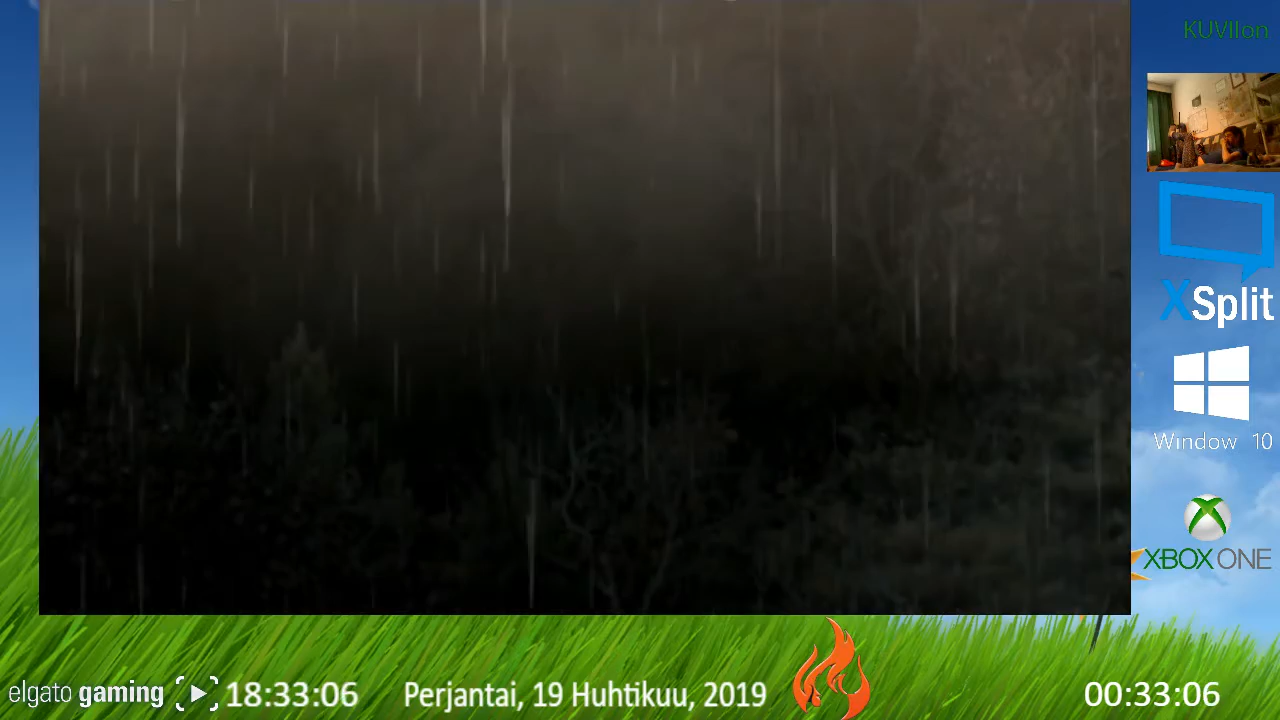 KUVIIon
XSplit
Window 10
XBOX ONE
elgato gaming 18:33:06 Perjantai, 19 Huhtikuu, 2019 00:33:06